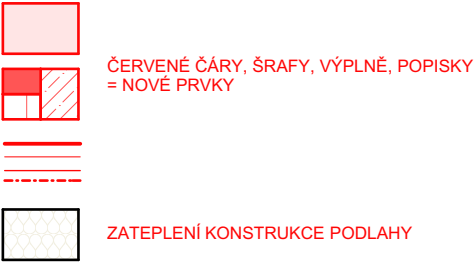 ČERVENÉ ČÁRY, ŠRAFY, VÝPLNĚ, POPISKY
= NOVÉ PRVKY
ZATEPLENÍ KONSTRUKCE PODLAHY